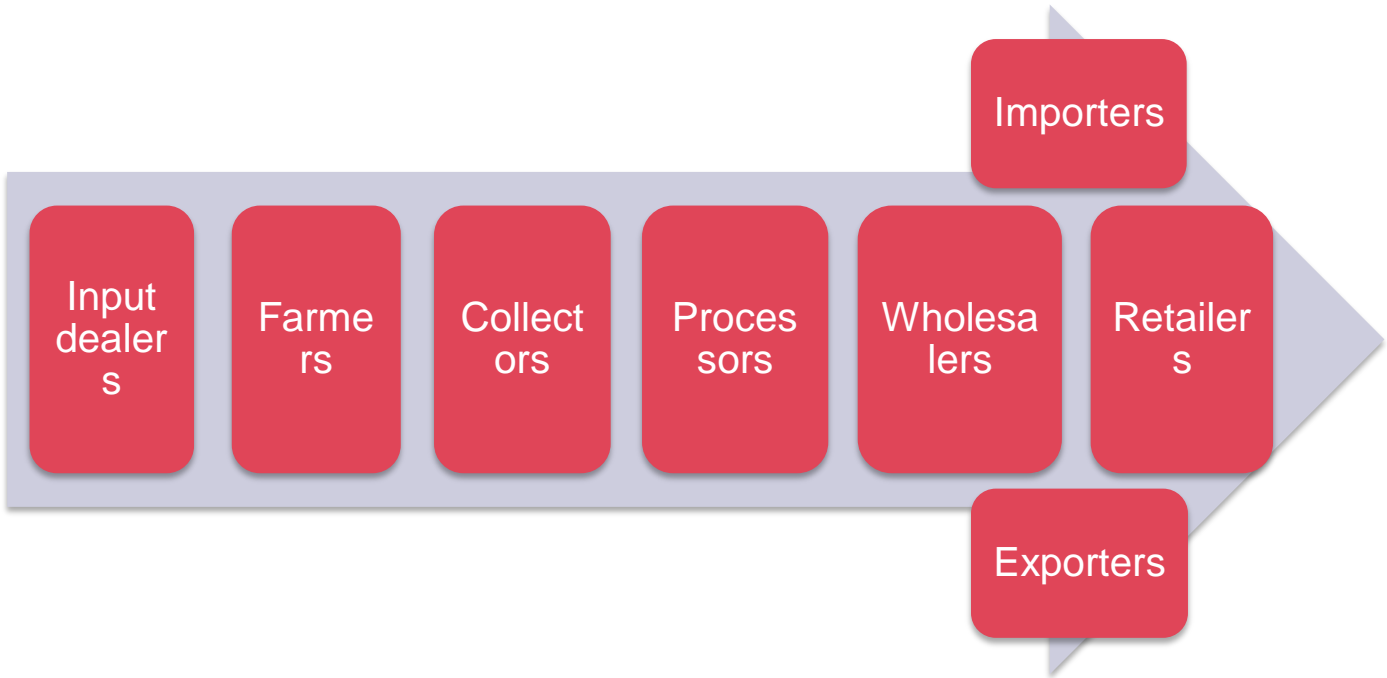 Importers
Input
dealer
s
Farme
rs
Collect
ors
Proces
sors
Wholesa
lers
Retailer
s
Exporters